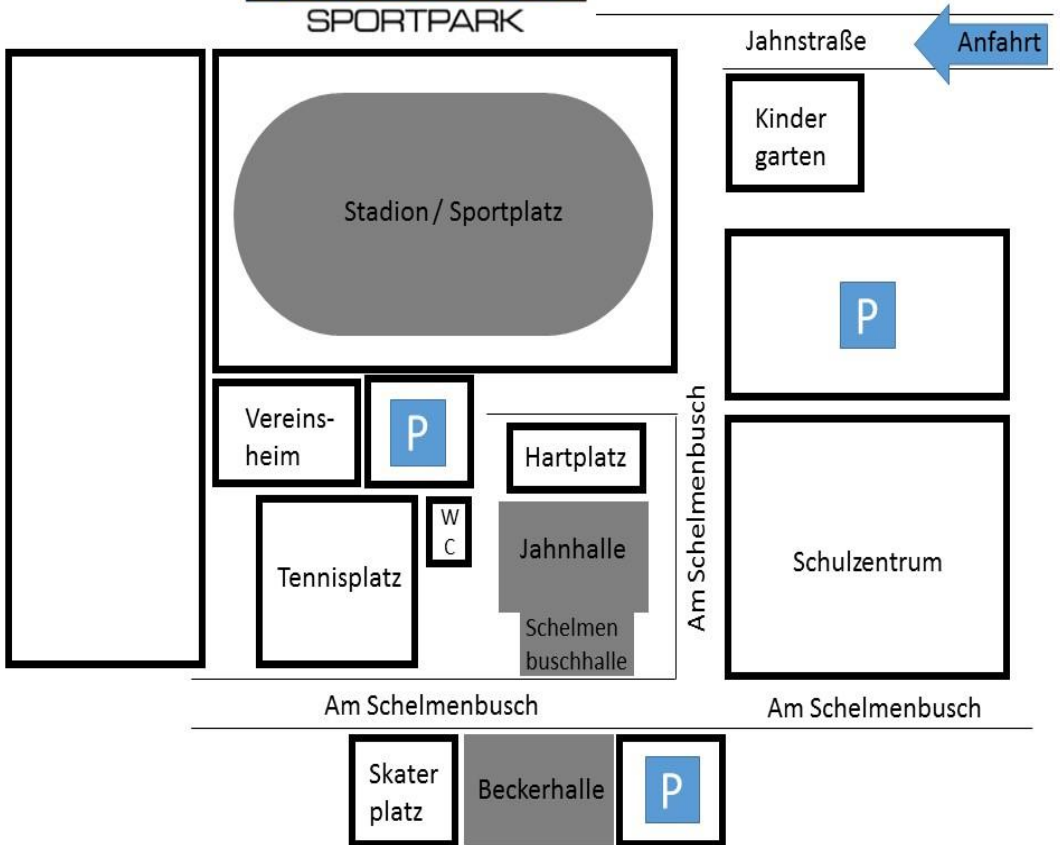 SPORTPARK
Jahnstraße
Anfahrt
Kinder
garten
Stadion / Sportplatz
P
Vereins-
heim
P
Hartplatz
Am Schelmenbusch
W
C
Jahnhalle
Tennisplatz
Schulzentrum
Schelmen
buschhalle
Am Schelmenbusch
Am Schelmenbusch
Skater
platz
Beckerhalle
P